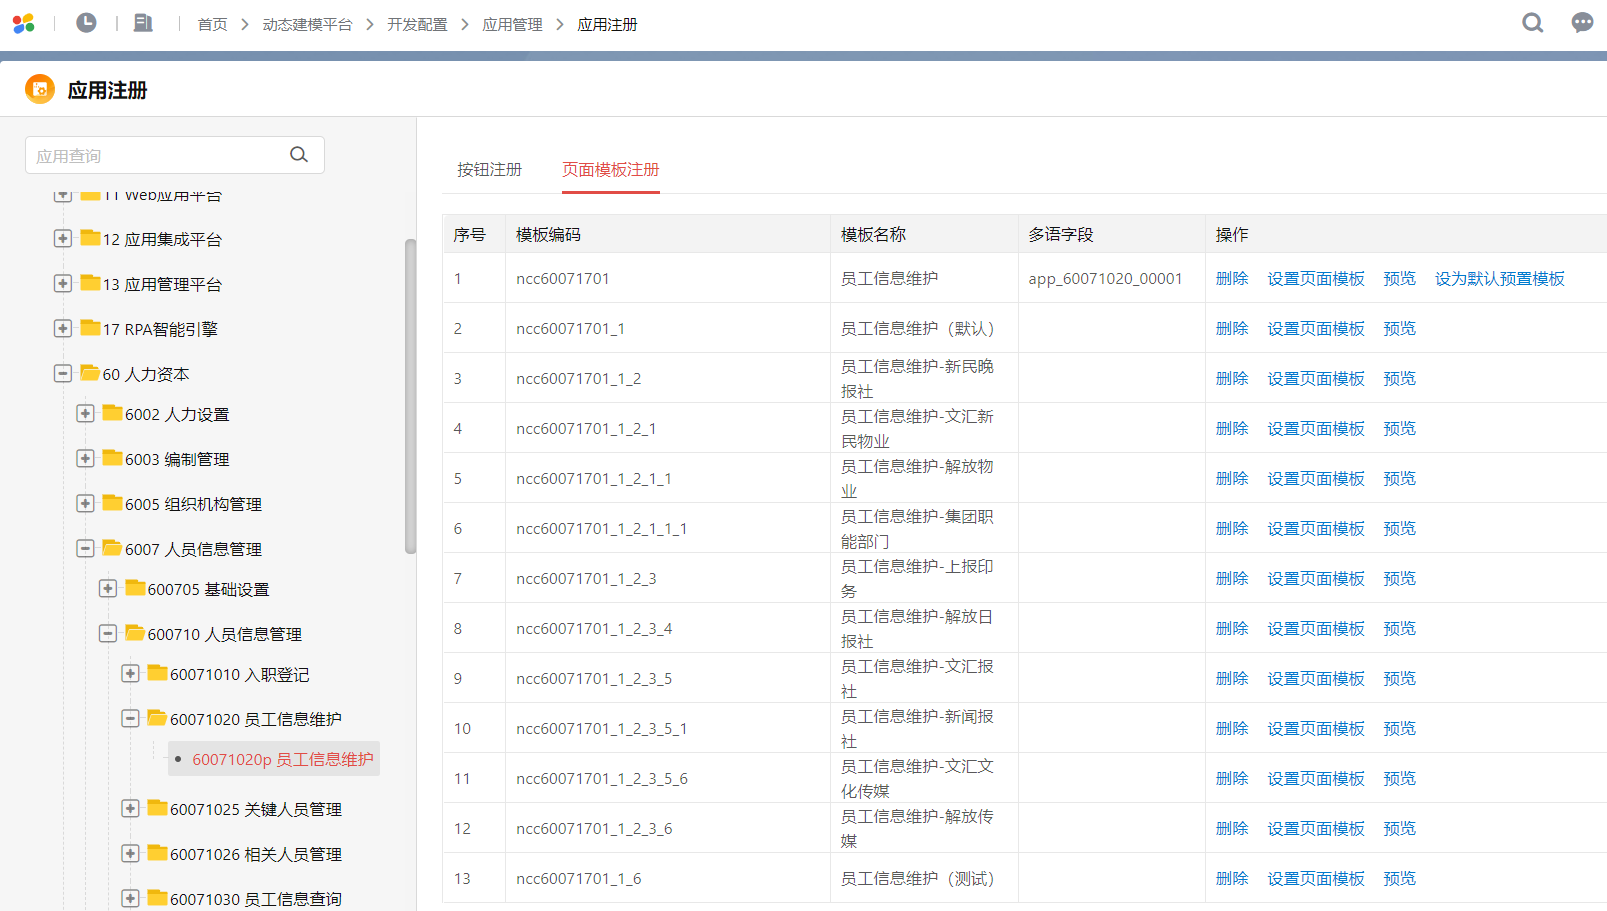 首页 > 动态建模平台 > 开发配置 > 应用管理 > 应用注册
应用注册
应用查询
11 Web应用平台
12 应用集成平台
13 应用管理平台
17 RPA智能引擎
60 人力资本
6002 人力设置
6003 编制管理
6005 组织机构管理
6007 人员信息管理
600705 基础设置
600710 人员信息管理
60071010 入职登记
60071020 员工信息维护
60071020p 员工信息维护
60071025 关键人员管理
60071026 相关人员管理
60071030 员工信息查询
按钮注册 页面模板注册
序号 模板编码 模板名称 多语字段 操作
1 ncc60071701 员工信息维护 app_60071020_00001 删除 设置页面模板 预览 设为默认预置模板
2 ncc60071701_1 员工信息维护（默认） 删除 设置页面模板 预览
3 ncc60071701_1_2 员工信息维护-新民晚
报社 删除 设置页面模板 预览
4 ncc60071701_1_2_1 员工信息维护-文汇新
民物业 删除 设置页面模板 预览
5 ncc60071701_1_2_1_1 员工信息维护-解放物
业 删除 设置页面模板 预览
6 ncc60071701_1_2_1_1_1 员工信息维护-集团职
能部门 删除 设置页面模板 预览
7 ncc60071701_1_2_3 员工信息维护-上报印
务 删除 设置页面模板 预览
8 ncc60071701_1_2_3_4 员工信息维护-解放日
报社 删除 设置页面模板 预览
9 ncc60071701_1_2_3_5 员工信息维护-文汇报
社 删除 设置页面模板 预览
10 ncc60071701_1_2_3_5_1 员工信息维护-新闻报
社 删除 设置页面模板 预览
11 ncc60071701_1_2_3_5_6 员工信息维护-文汇文
化传媒 删除 设置页面模板 预览
12 ncc60071701_1_2_3_6 员工信息维护-解放传
媒 删除 设置页面模板 预览
13 ncc60071701_1_6 员工信息维护（测试） 删除 设置页面模板 预览